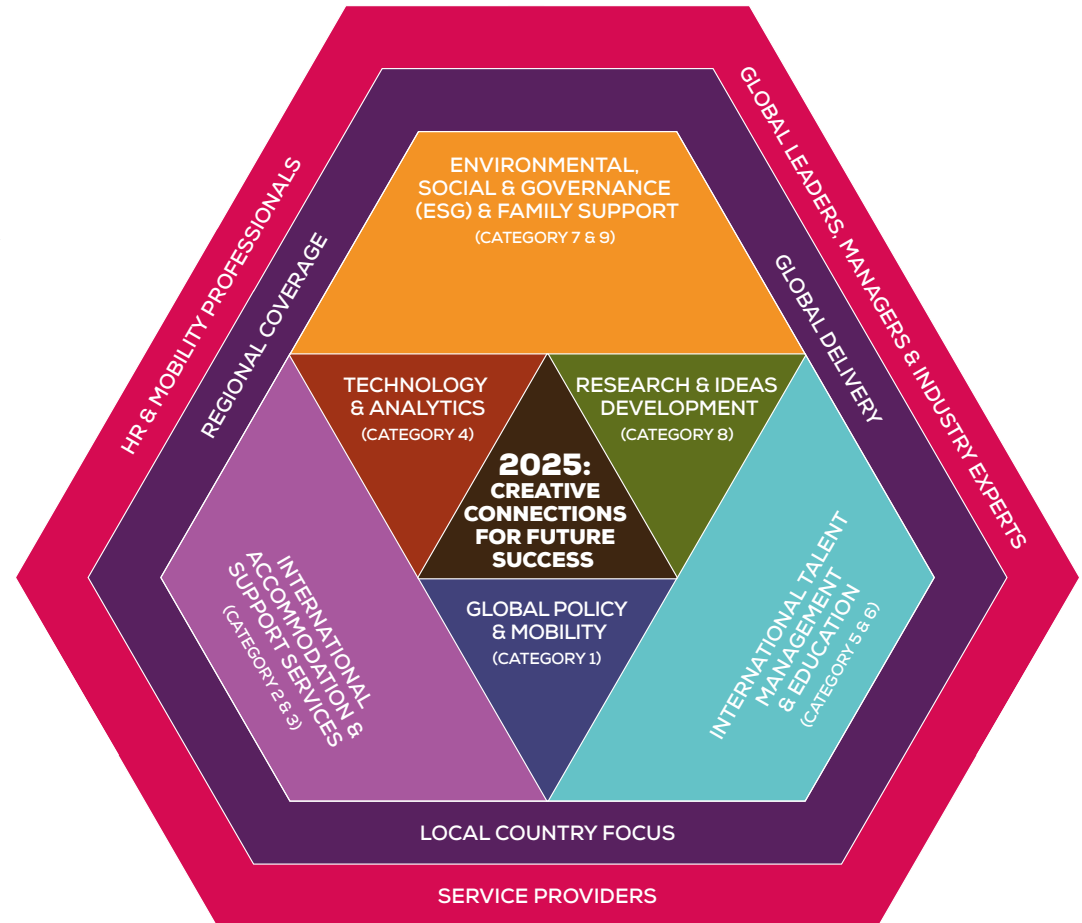 HR & MOBILITY PROFESSIONALS
GLOBAL LEADERS, MANAGERS & INDUSTRY EXPERTS
REGIONAL COVERAGE
GLOBAL DELIVERY
ENVIRONMENTAL,
SOCIAL & GOVERNANCE
(ESG) & FAMILY SUPPORT
(CATEGORY 7 & 9)
TECHNOLOGY
& ANALYTICS
(CATEGORY 4)
RESEARCH & IDEAS
DEVELOPMENT
(CATEGORY 8)
2025:
CREATIVE
CONNECTIONS
FOR FUTURE
SUCCESS
GLOBAL POLICY
& MOBILITY
(CATEGORY 1)
INTERNATIONAL
ACCOMMODATION &
SUPPORT SERVICES
(CATEGORY 2 & 3)
INTERNATIONAL TALENT
MANAGEMENT
& EDUCATION
(CATEGORY 5 & 6)
LOCAL COUNTRY FOCUS
SERVICE PROVIDERS